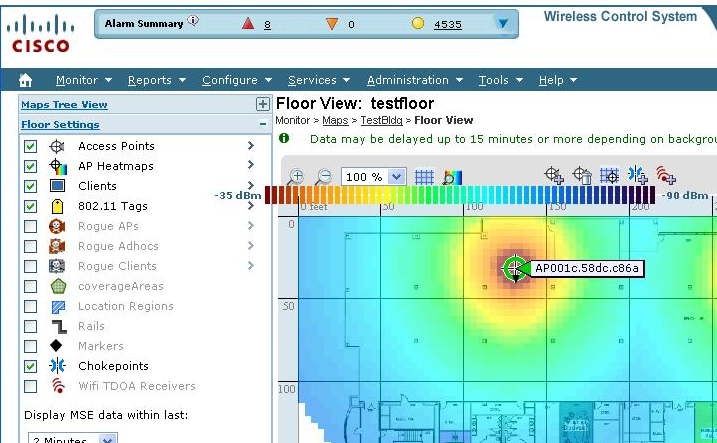 CISCO
Alarm Summary 8 0 4535
Wireless Control System
Monitor Reports Configure Services Administration Tools Help
Maps Tree View
Floor Settings
Access Points
AP Heatmaps
Clients
802.11 Tags
Rogue APs
Rogue Adhocs
Rogue Clients
coverageAreas
Location Regions
Rails
Markers
Chokepoints
Wifi TDOA Receivers
Display MSE data within last:
2 Minutes
Floor View: testfloor
Monitor > Maps > TestBldg > Floor View
Data may be delayed up to 15 minutes or more depending on backgrou
100 %
-35 dBm -90 dBm
0 feet 50 100 150 200
0
50
100
AP001c.58dc.c86a